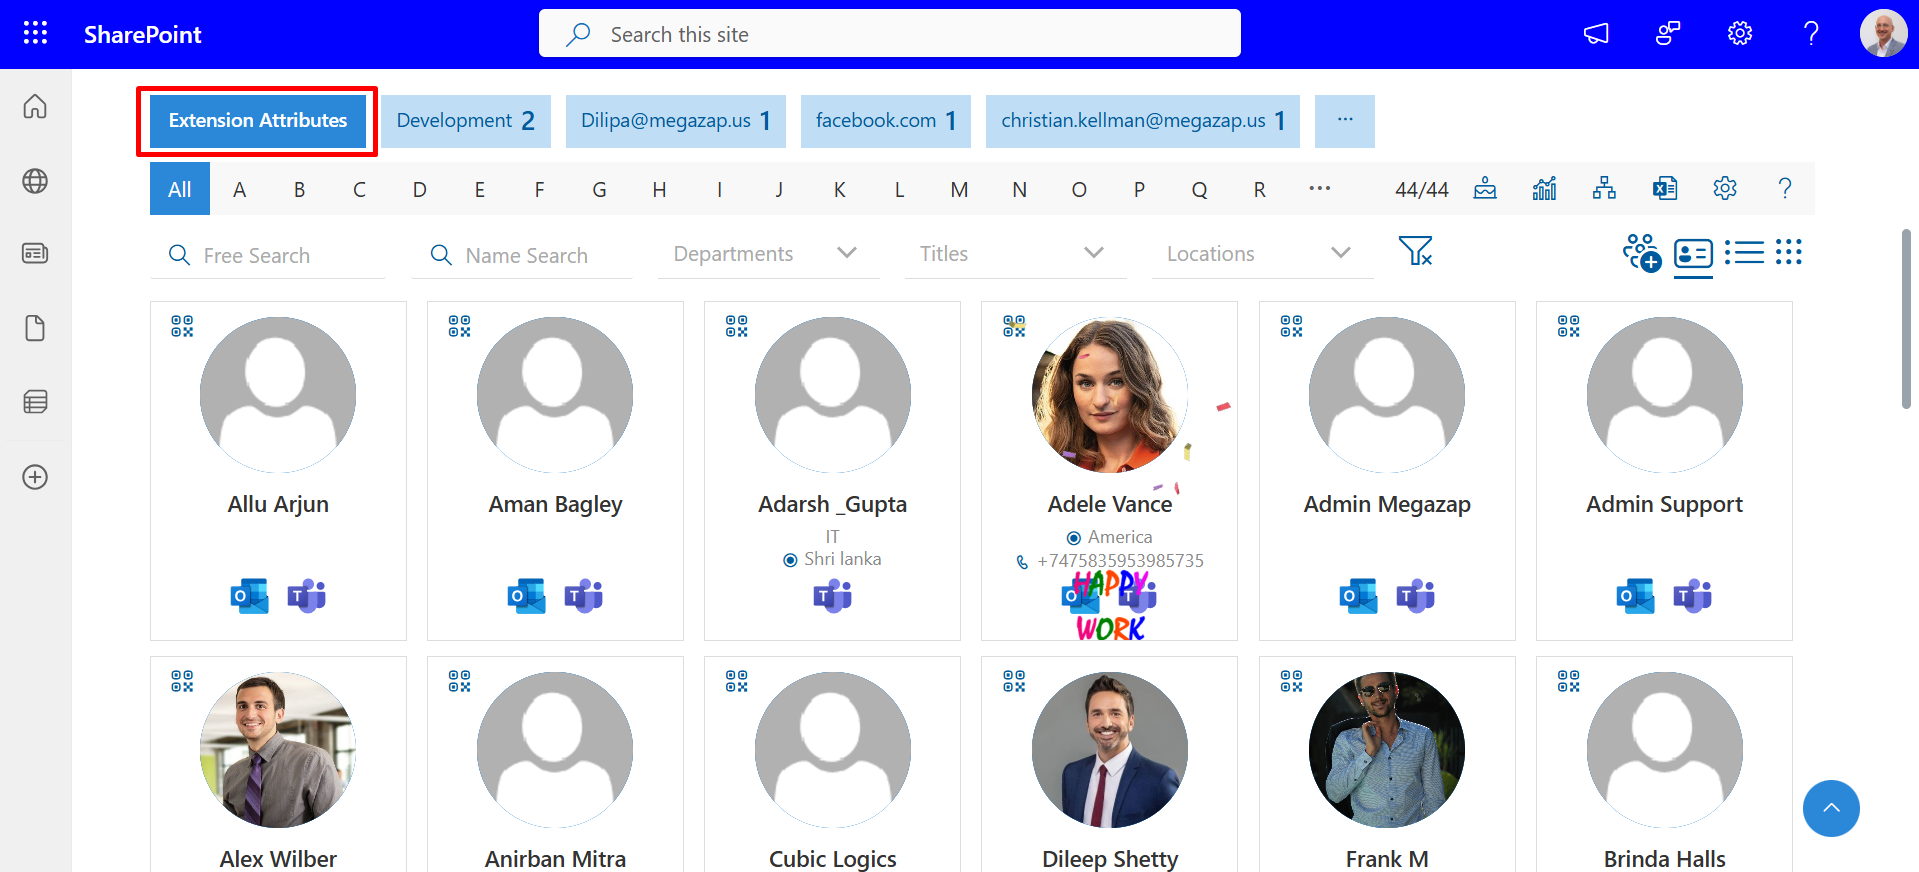 SharePoint
Search this site
Extension Attributes
Development 2
Dilipa@megazap.us 1
facebook.com 1
christian.kellman@megazap.us 1
...
All A B C D E F G H I J K L M N O P Q R ... 44/44
Free Search
Name Search
Departments
Titles
Locations
Allu Arjun
Aman Bagley
Adarsh _Gupta
IT
Shri lanka
Adele Vance
America
+7475835953985735
HAPPY
WORK
Admin Megazap
Admin Support
Alex Wilber
Anirban Mitra
Cubic Logics
Dileep Shetty
Frank M
Brinda Halls